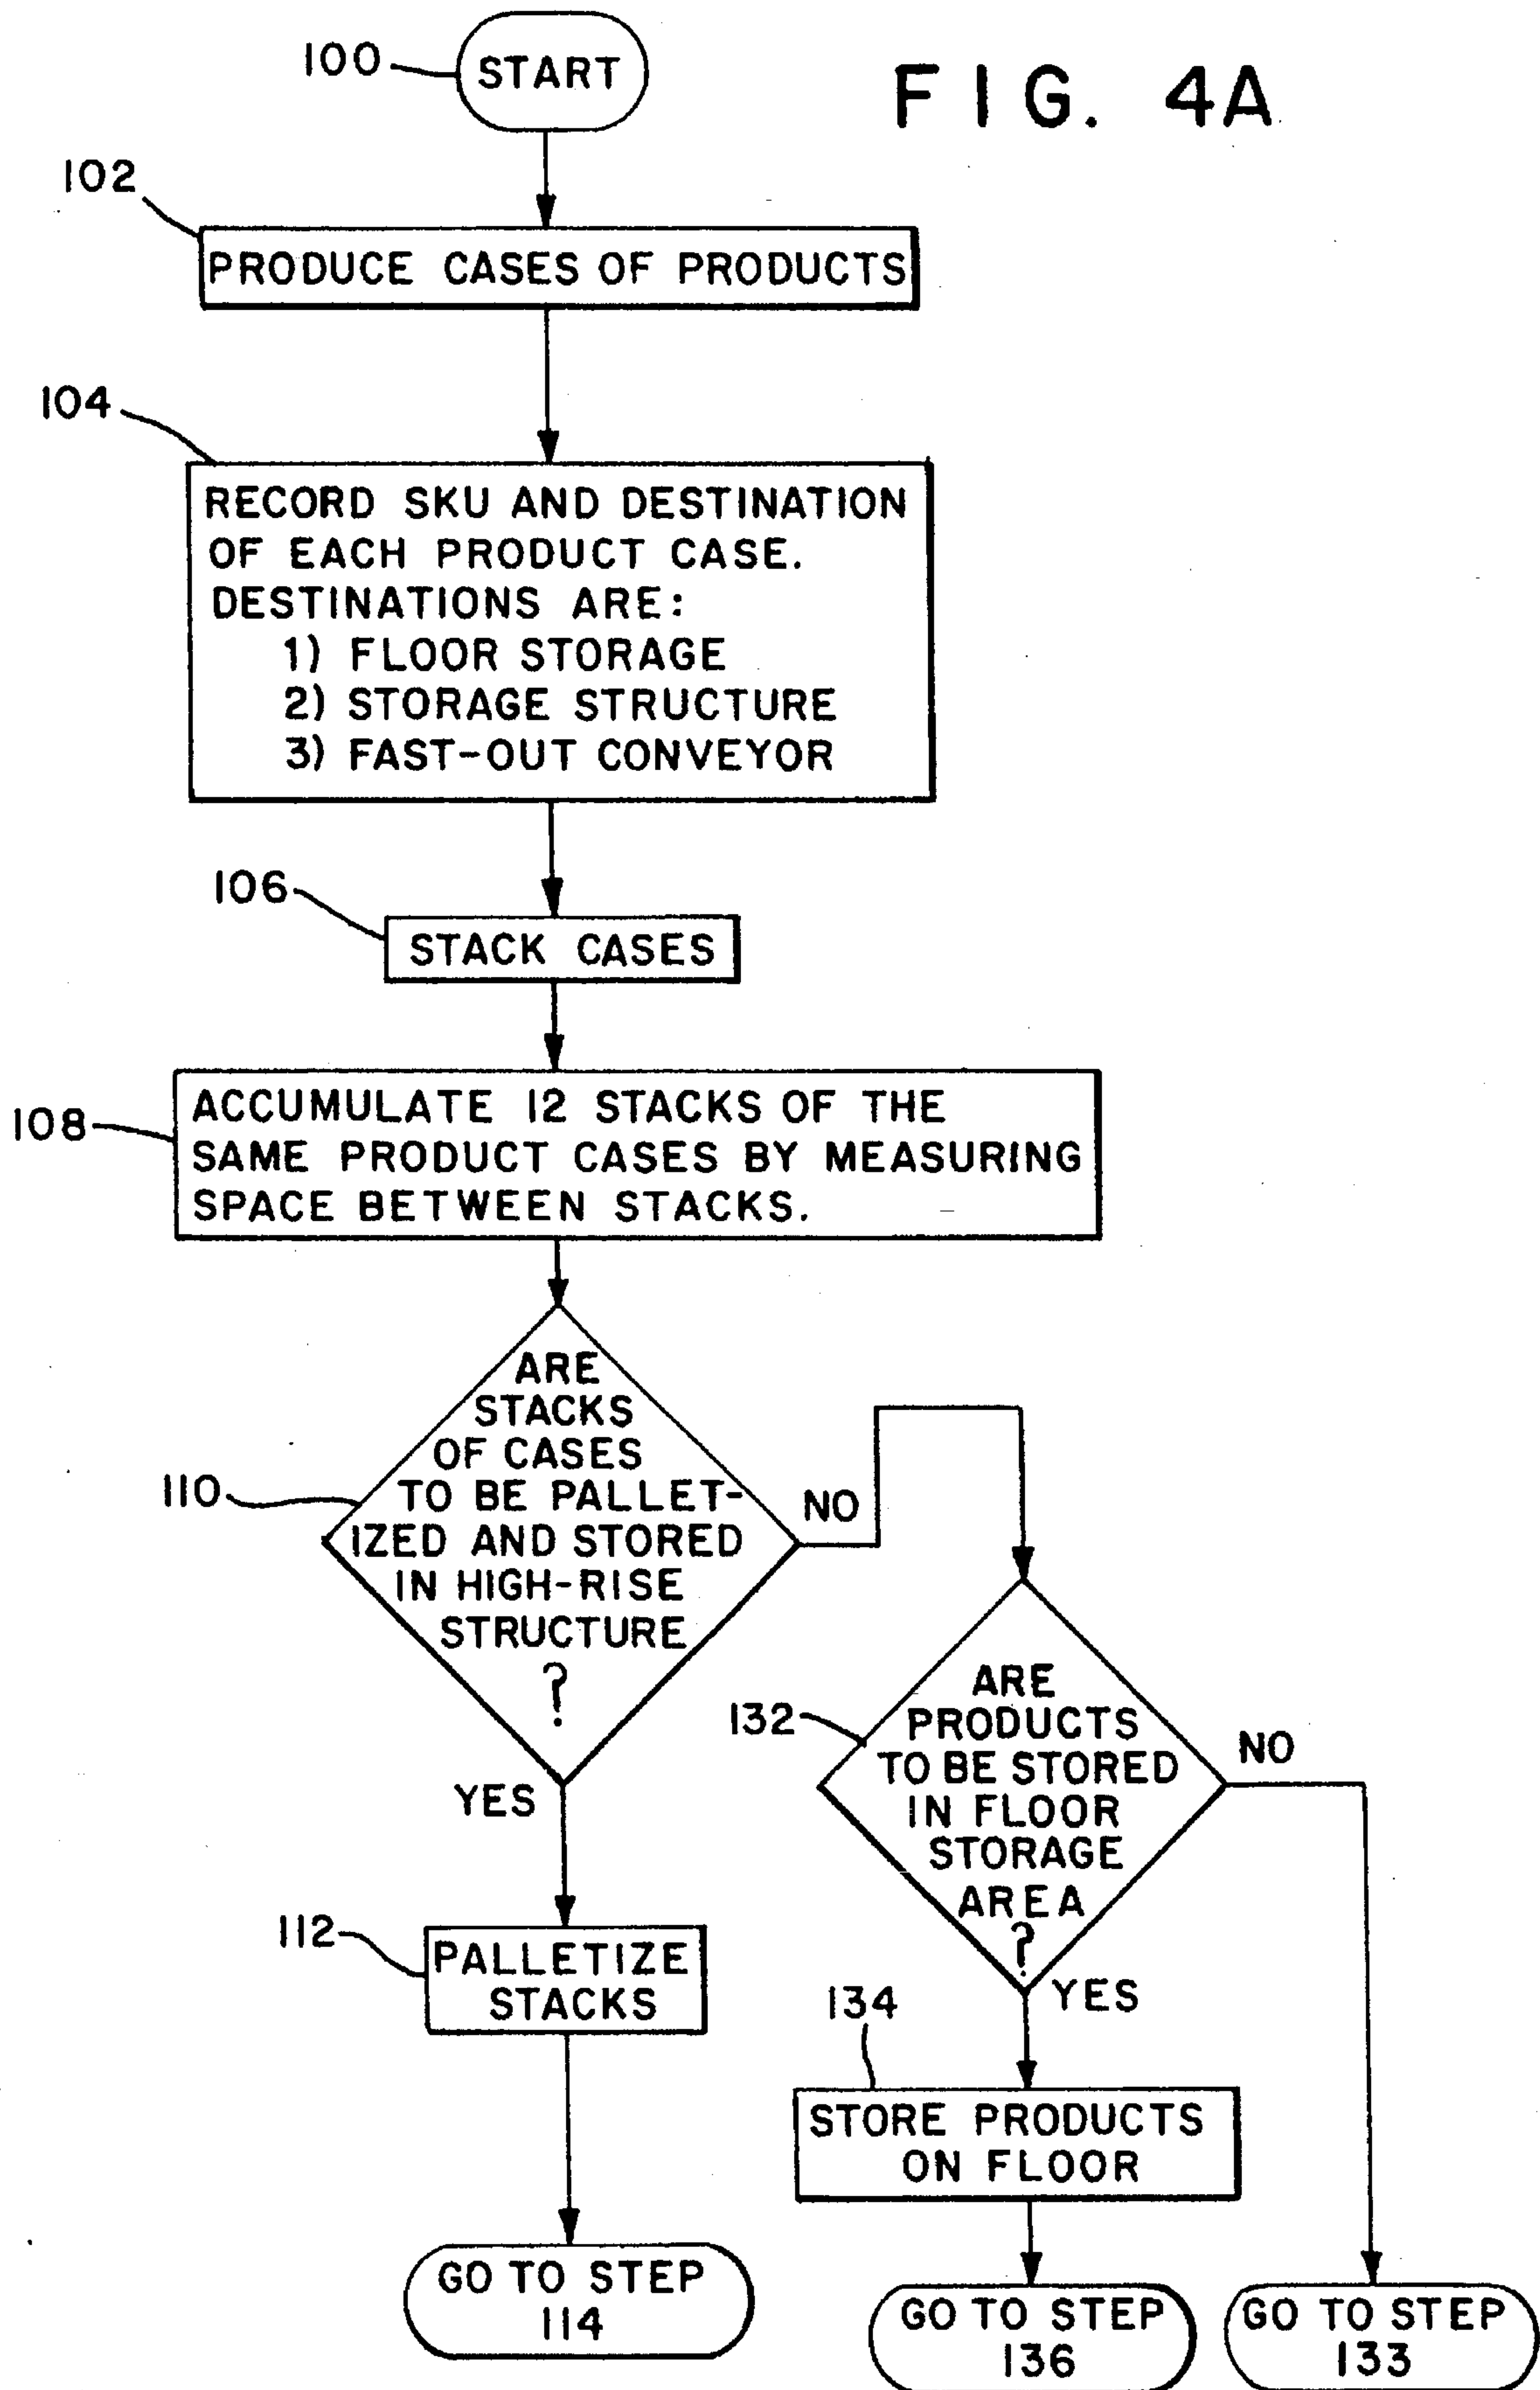 FIG. 4A
100
START
102
PRODUCE CASES OF PRODUCTS
104
RECORD SKU AND DESTINATION
OF EACH PRODUCT CASE.
DESTINATIONS ARE:
1) FLOOR STORAGE
2) STORAGE STRUCTURE
3) FAST-OUT CONVEYOR
106
STACK CASES
108
ACCUMULATE 12 STACKS OF THE
SAME PRODUCT CASES BY MEASURING
SPACE BETWEEN STACKS.
110
ARE
STACKS
OF CASES
TO BE PALLET-
IZED AND STORED
IN HIGH-RISE
STRUCTURE
?
NO
YES
112
PALLETIZE
STACKS
GO TO STEP
114
132
ARE
PRODUCTS
TO BE STORED
IN FLOOR
STORAGE
AREA
?
NO
YES
134
STORE PRODUCTS
ON FLOOR
GO TO STEP
136
GO TO STEP
133